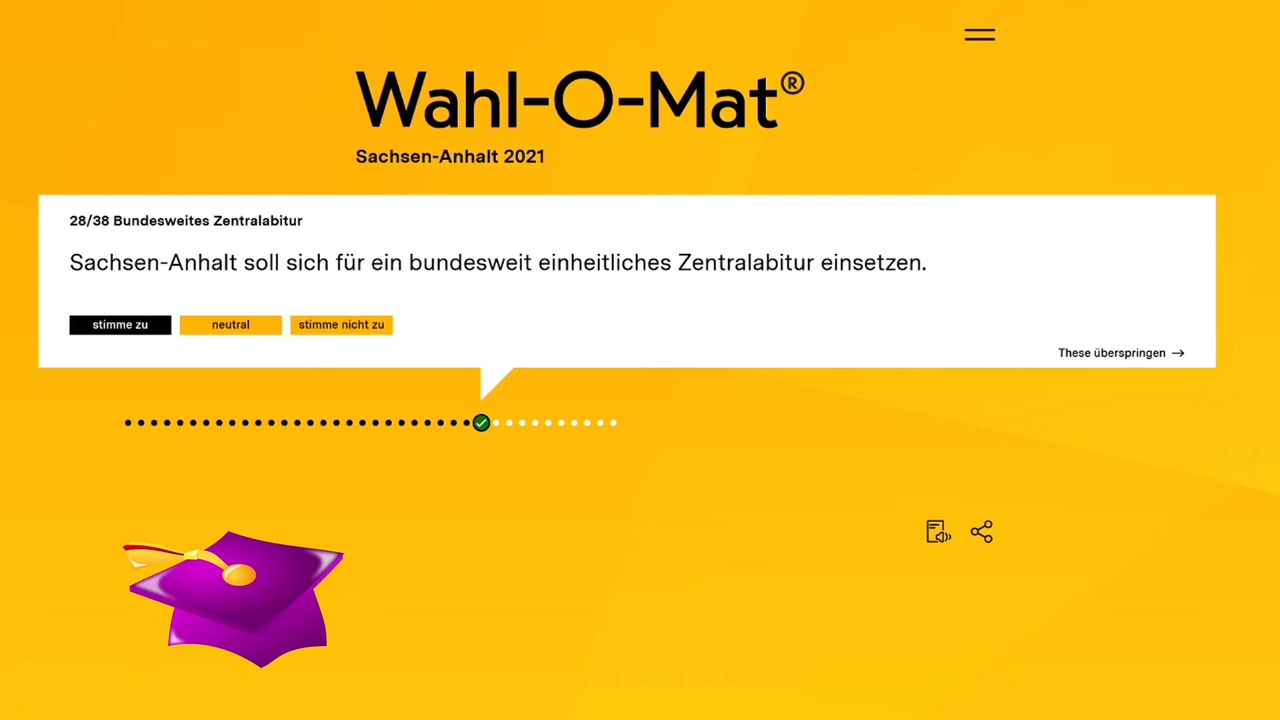 Wahl-O-Mat®
Sachsen-Anhalt 2021
28/38 Bundesweites Zentralabitur
Sachsen-Anhalt soll sich für ein bundesweit einheitliches Zentralabitur einsetzen.
stimme zu neutral stimme nicht zu
These überspringen →